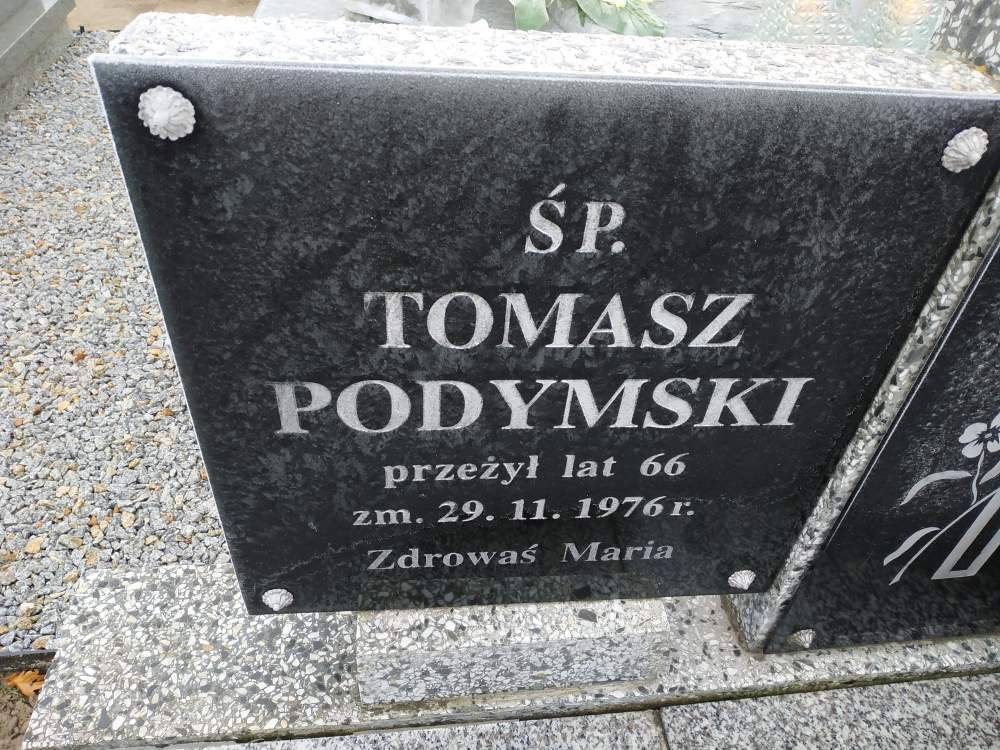 ŚP.
TOMASZ
PODYMSKI
przeżył lat 66
zm. 29. 11. 1976 r.
Zdrowaś Maria